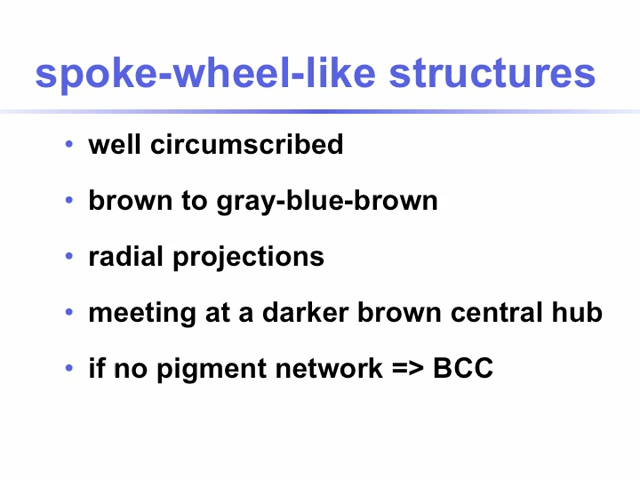 spoke-wheel-like structures
• well circumscribed
• brown to gray-blue-brown
• radial projections
• meeting at a darker brown central hub
• if no pigment network => BCC